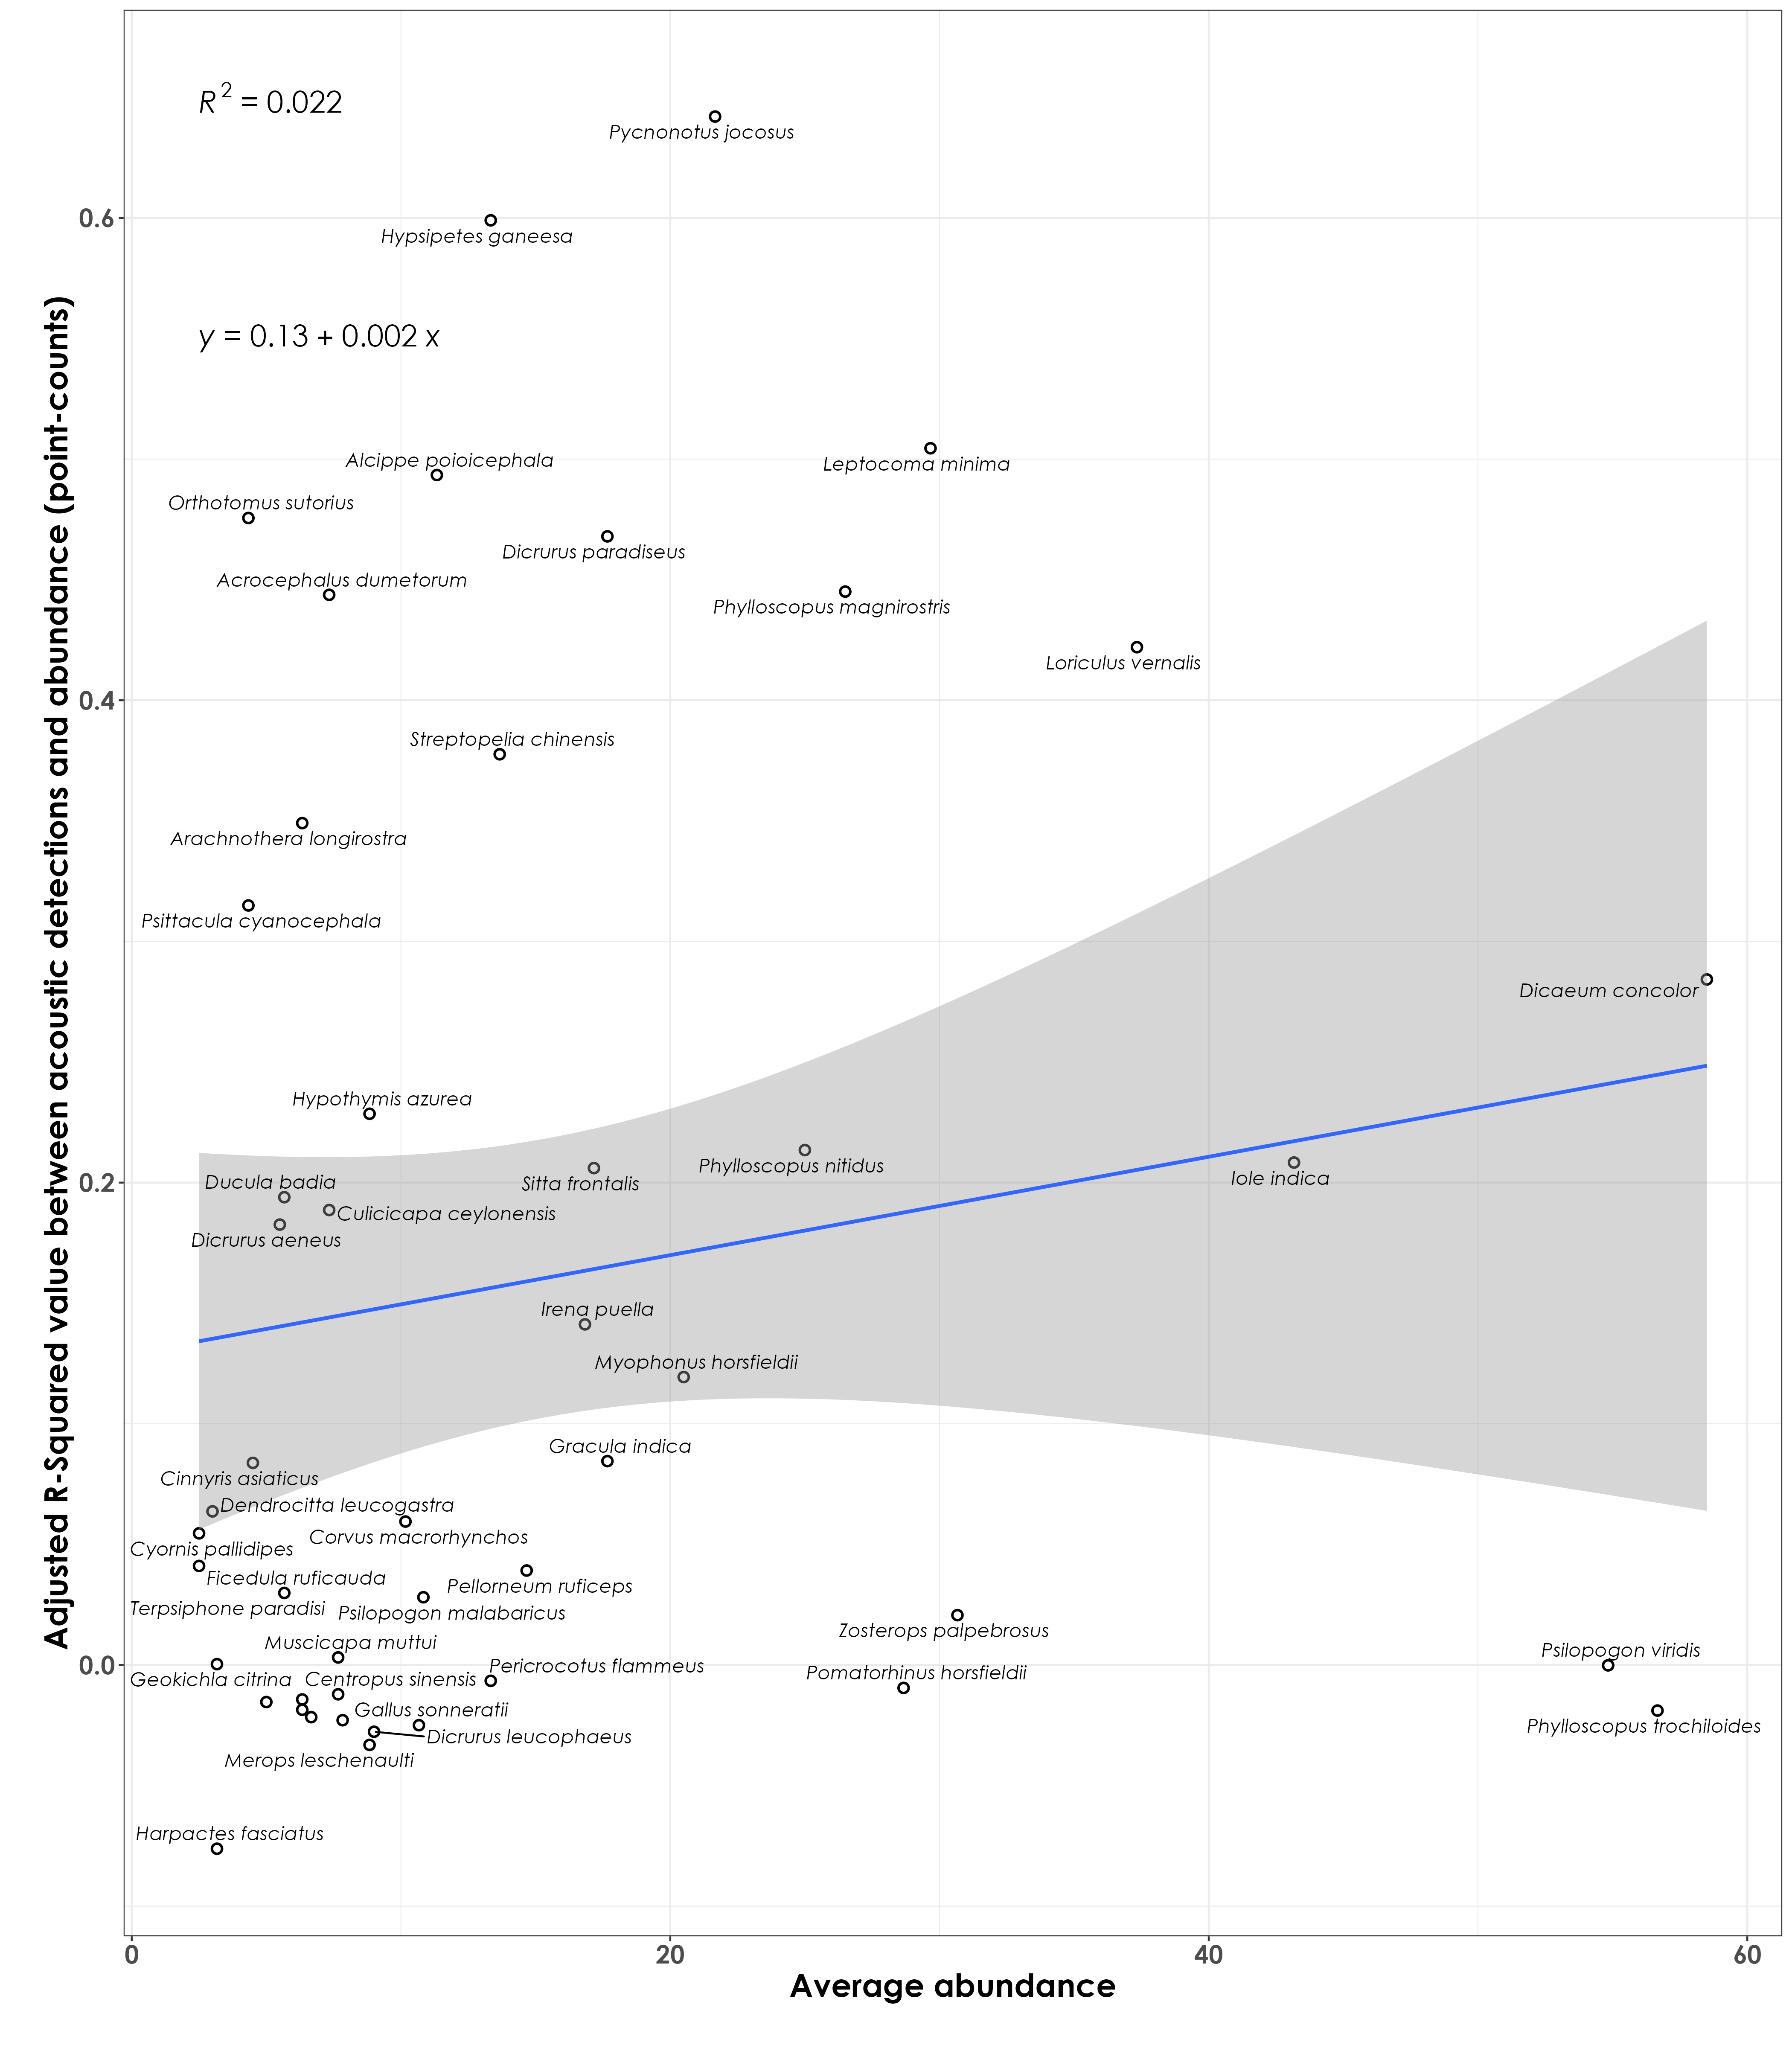 R 2 = 0.022
Pycnonotus jocosus
0.6
Hypsipetes ganeesa
y = 0.13 + 0.002 x
Alcippe poioicephala
Leptocoma minima
Orthotomus sutorius
Dicrurus paradiseus
Acrocephalus dumetorum
Phylloscopus magnirostris
Loriculus vernalis
0.4
Streptopelia chinensis
Arachnothera longirostra
Psittacula cyanocephala
Dicaeum concolor
Hypothymis azurea
Phylloscopus nitidus
Iole indica
0.2
Ducula badia
Sitta frontalis
Culicicapa ceylonensis
Dicrurus aeneus
Irena puella
Myophonus horsfieldii
Gracula indica
Cinnyris asiaticus
Dendrocitta leucogastra
Corvus macrorhynchos
Cyornis pallidipes
Ficedula ruficauda
Pellorneum ruficeps
Terpsiphone paradisi
Psilopogon malabaricus
Zosterops palpebrosus
Muscicapa muttui
Psilopogon viridis
0.0
Pericrocotus flammeus
Pomatorhinus horsfieldii
Geokichla citrina
Centropus sinensis
Gallus sonneratii
Phylloscopus trochiloides
Dicrurus leucophaeus
Merops leschenaulti
Harpactes fasciatus
0 20 40 60
Average abundance
Adjusted R-Squared value between acoustic detections and abundance (point-counts)